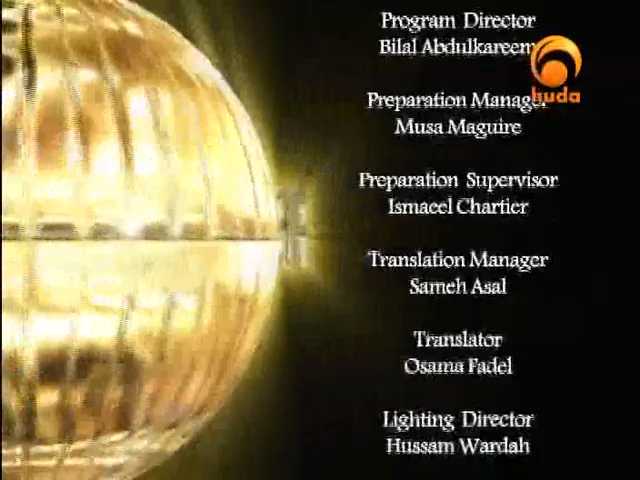 Program Director
Bilal Abdulkareem
huda
Preparation Manager
Musa Maguire
Preparation Supervisor
Ismaeel Chartier
Translation Manager
Sameh Asal
Translator
Osama Fadel
Lighting Director
Hussam Wardah